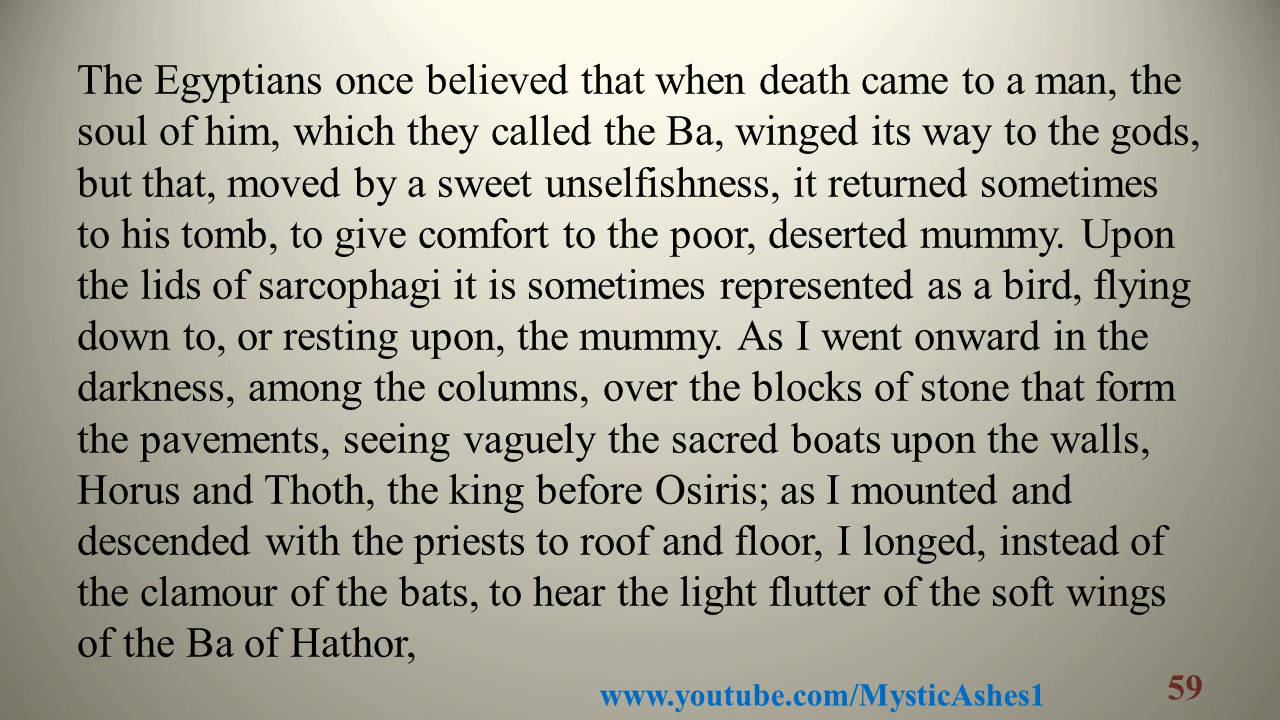 The Egyptians once believed that when death came to a man, the
soul of him, which they called the Ba, winged its way to the gods,
but that, moved by a sweet unselfishness, it returned sometimes
to his tomb, to give comfort to the poor, deserted mummy. Upon
the lids of sarcophagi it is sometimes represented as a bird, flying
down to, or resting upon, the mummy. As I went onward in the
darkness, among the columns, over the blocks of stone that form
the pavements, seeing vaguely the sacred boats upon the walls,
Horus and Thoth, the king before Osiris; as I mounted and
descended with the priests to roof and floor, I longed, instead of
the clamour of the bats, to hear the light flutter of the soft wings
of the Ba of Hathor,
www.youtube.com/MysticAshes1
59